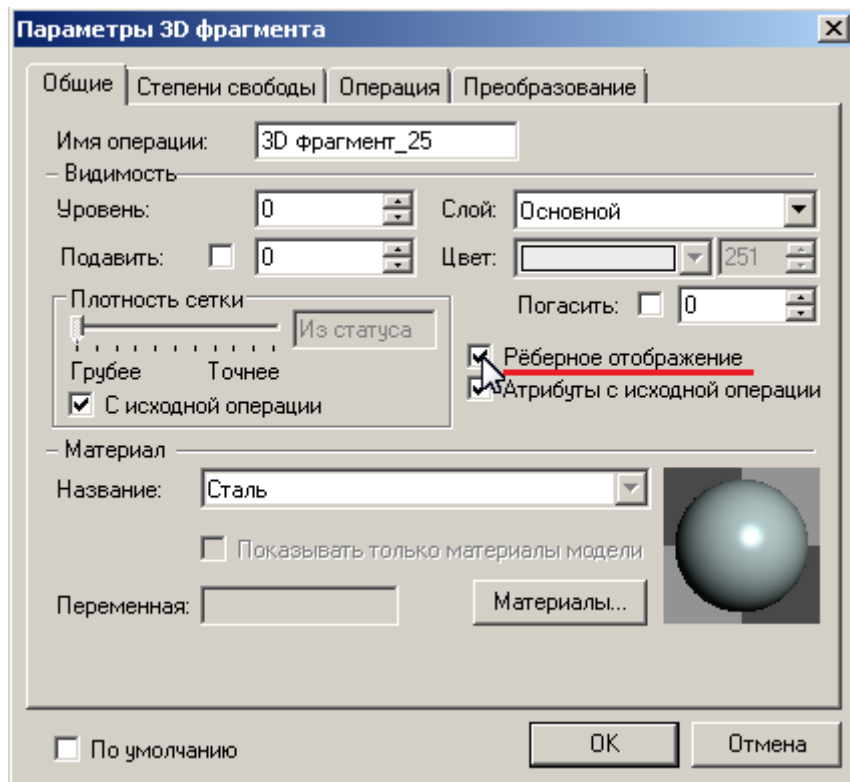 Параметры 3D фрагмента
Общие Степени свободы Операция Преобразование
Имя операции: 3D фрагмент_25
Видимость
Уровень: 0 Слой: Основной
Подавить: 0 Цвет: 251
Плотность сетки Погасить: 0
Из статуса
Рёберное отображение
Грубее Точнее
Атрибуты с исходной операции
С исходной операции
Материал
Название: Сталь
Показывать только материалы модели
Переменная: Материалы...
По умолчанию OK Отмена